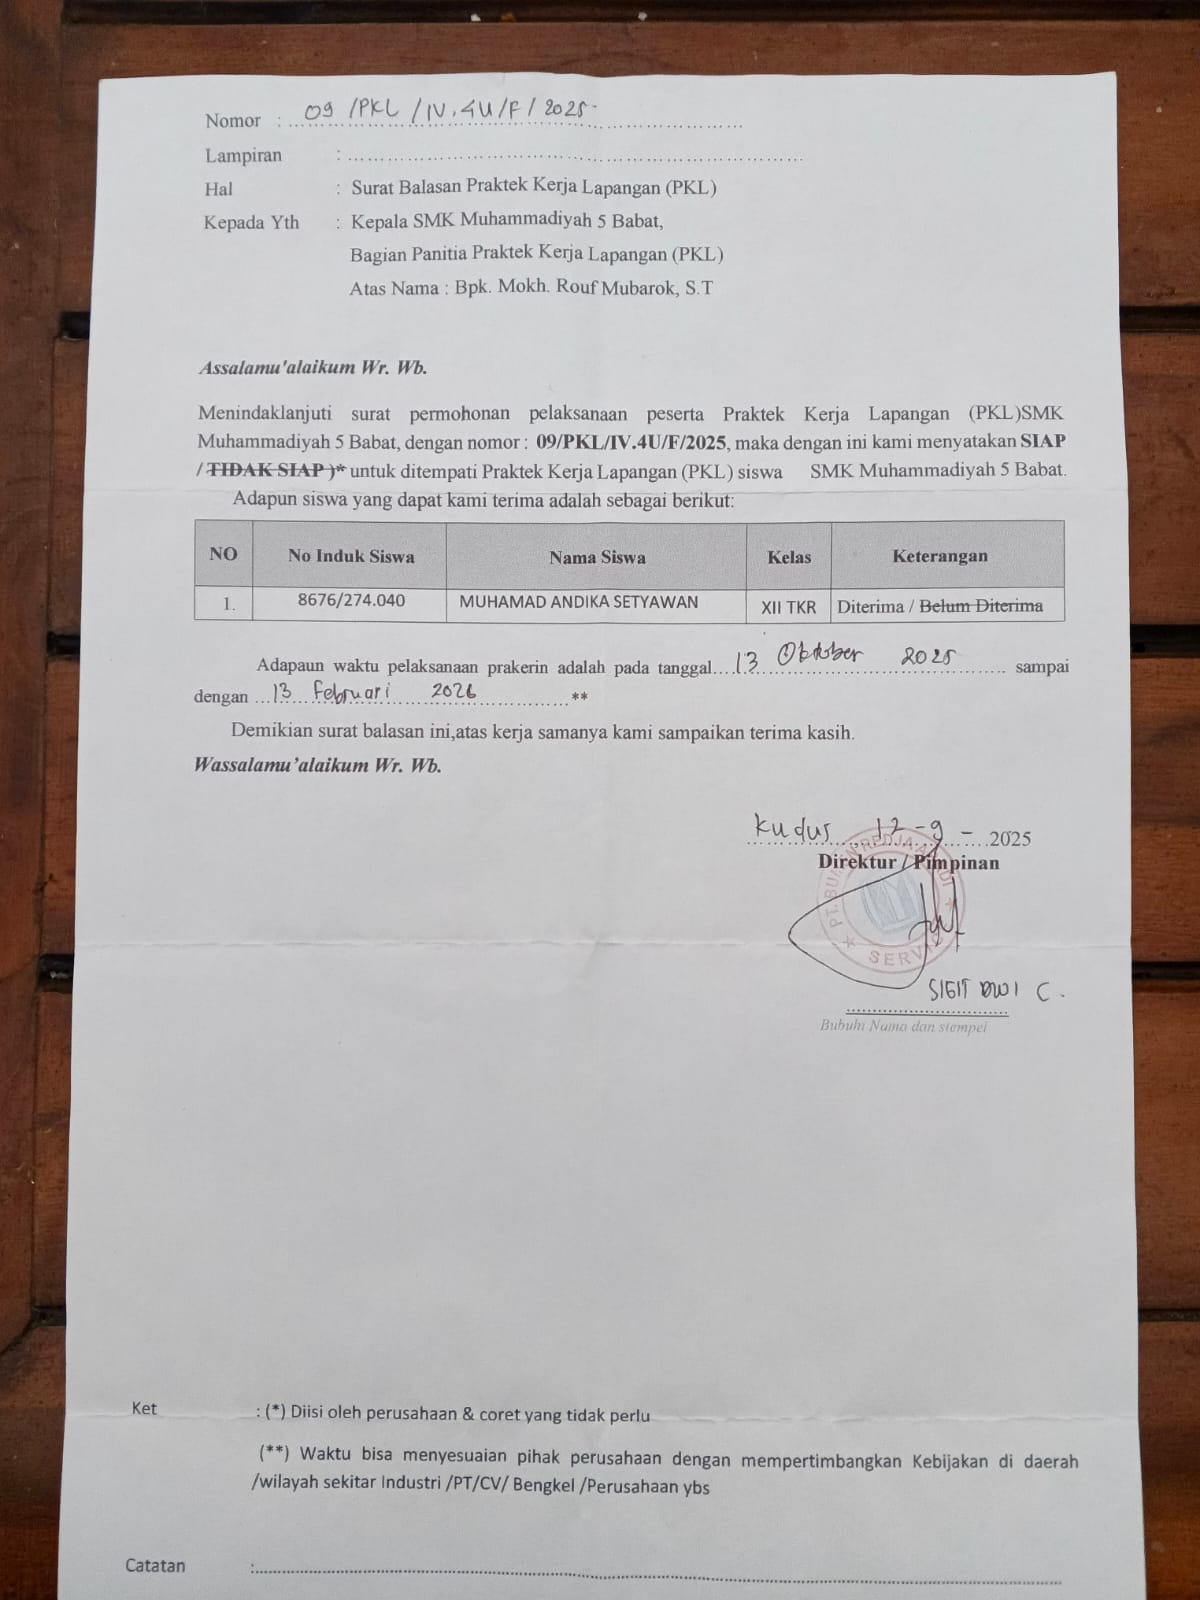 Nomor : 09/PKL/IV.4U/F/2025
Lampiran :
Hal : Surat Balasan Praktek Kerja Lapangan (PKL)
Kepada Yth : Kepala SMK Muhammadiyah 5 Babat,
Bagian Panitia Praktek Kerja Lapangan (PKL)
Atas Nama : Bpk. Mokh. Rouf Mubarok, S.T
Assalamu'alaikum Wr. Wb.
Menindaklanjuti surat permohonan pelaksanaan peserta Praktek Kerja Lapangan (PKL)SMK
Muhammadiyah 5 Babat, dengan nomor : 09/PKL/IV.4U/F/2025, maka dengan ini kami menyatakan SIAP
/ TIDAK SIAP )* untuk ditempati Praktek Kerja Lapangan (PKL) siswa SMK Muhammadiyah 5 Babat.
Adapun siswa yang dapat kami terima adalah sebagai berikut:
NO No Induk Siswa Nama Siswa Kelas Keterangan
1. 8676/274.040 MUHAMAD ANDIKA SETYAWAN XII TKR Diterima / Belum Diterima
Adapaun waktu pelaksanaan prakerin adalah pada tanggal 13 Oktober 2025 sampai
dengan 13 Februari 2026 **
Demikian surat balasan ini,atas kerja samanya kami sampaikan terima kasih.
Wassalamu’alaikum Wr. Wb.
Kudus, 12-9-2025
Direktur / Pimpinan
SERVIS
SIGIT DWI C.
Bubuhi Nama dan stempel
Ket : (*) Diisi oleh perusahaan & coret yang tidak perlu
(**) Waktu bisa menyesuaian pihak perusahaan dengan mempertimbangkan Kebijakan di daerah
/wilayah sekitar Industri /PT/CV/ Bengkel /Perusahaan ybs
Catatan :